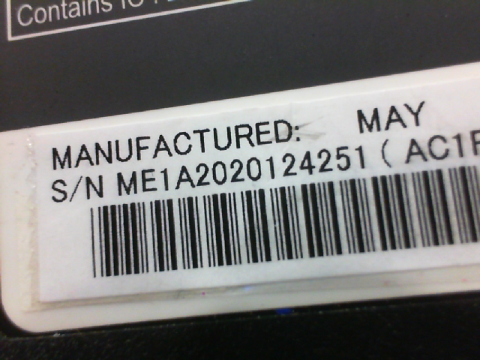 Contains IC
MANUFACTURED: MAY
S/N ME1A2020124251 ( AC1